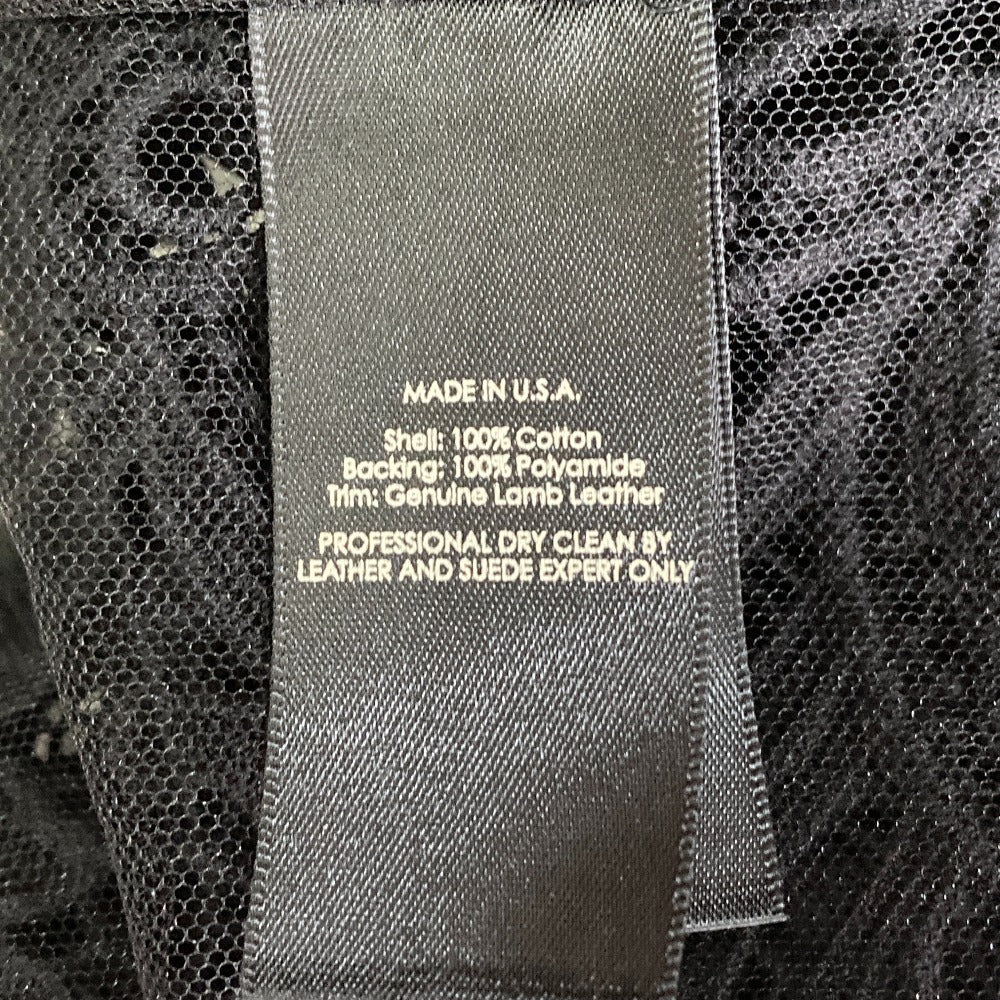 MADE IN U.S.A.
Shell: 100% Cotton
Backing: 100% Polyamide
Trim: Genuine Lamb Leather
PROFESSIONAL DRY CLEAN BY
LEATHER AND SUEDE EXPERT ONLY